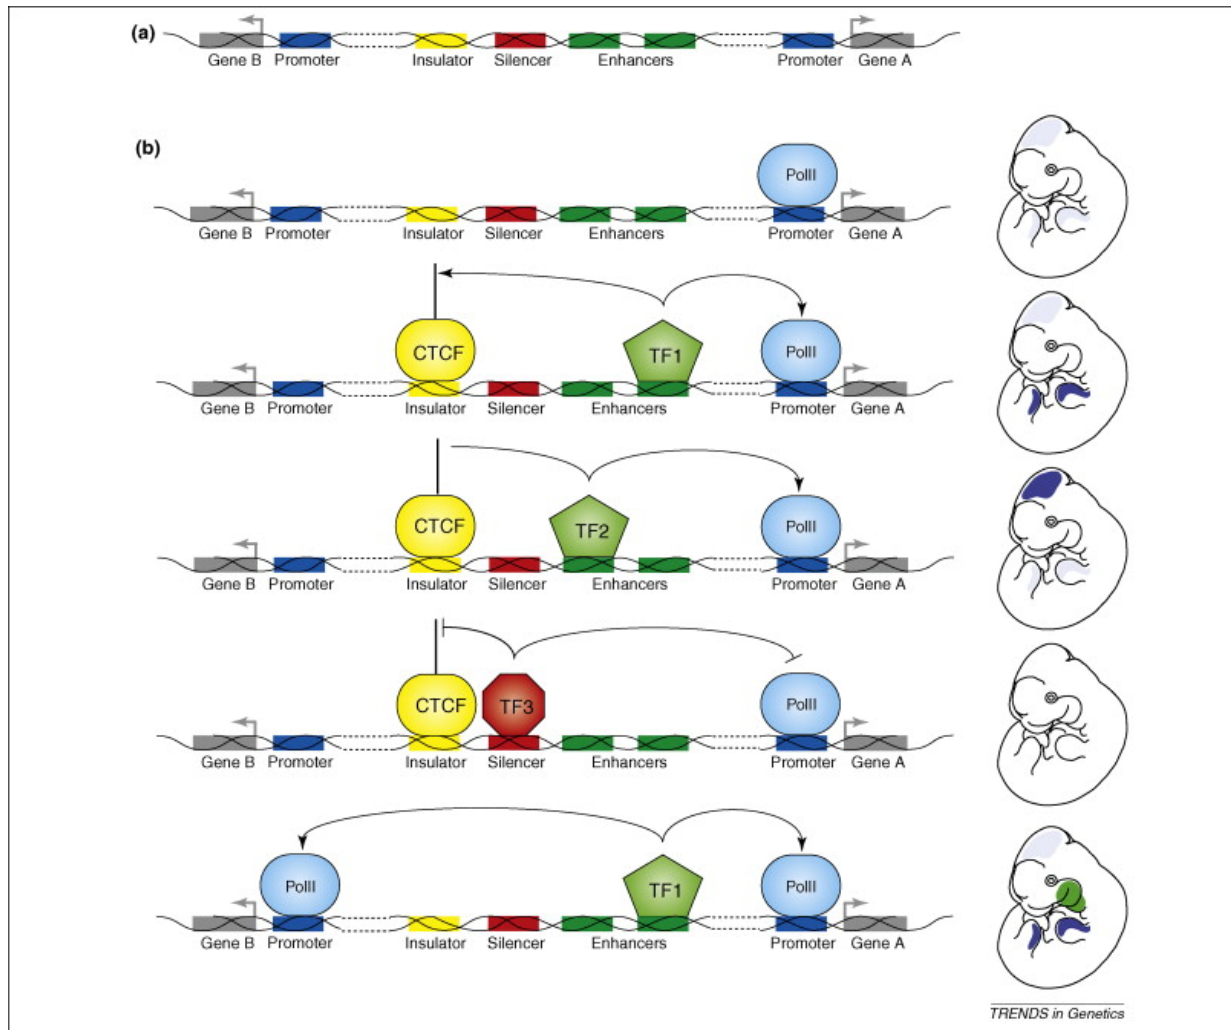 (a)
Gene B Promoter Insulator Silencer Enhancers Promoter Gene A
(b)
PolII
Gene B Promoter Insulator Silencer Enhancers Promoter Gene A
CTCF TF1 PolII
Gene B Promoter Insulator Silencer Enhancers Promoter Gene A
CTCF TF2 PolII
Gene B Promoter Insulator Silencer Enhancers Promoter Gene A
CTCF TF3 PolII
Gene B Promoter Insulator Silencer Enhancers Promoter Gene A
PolII TF1 PolII
Gene B Promoter Insulator Silencer Enhancers Promoter Gene A
TRENDS in Genetics